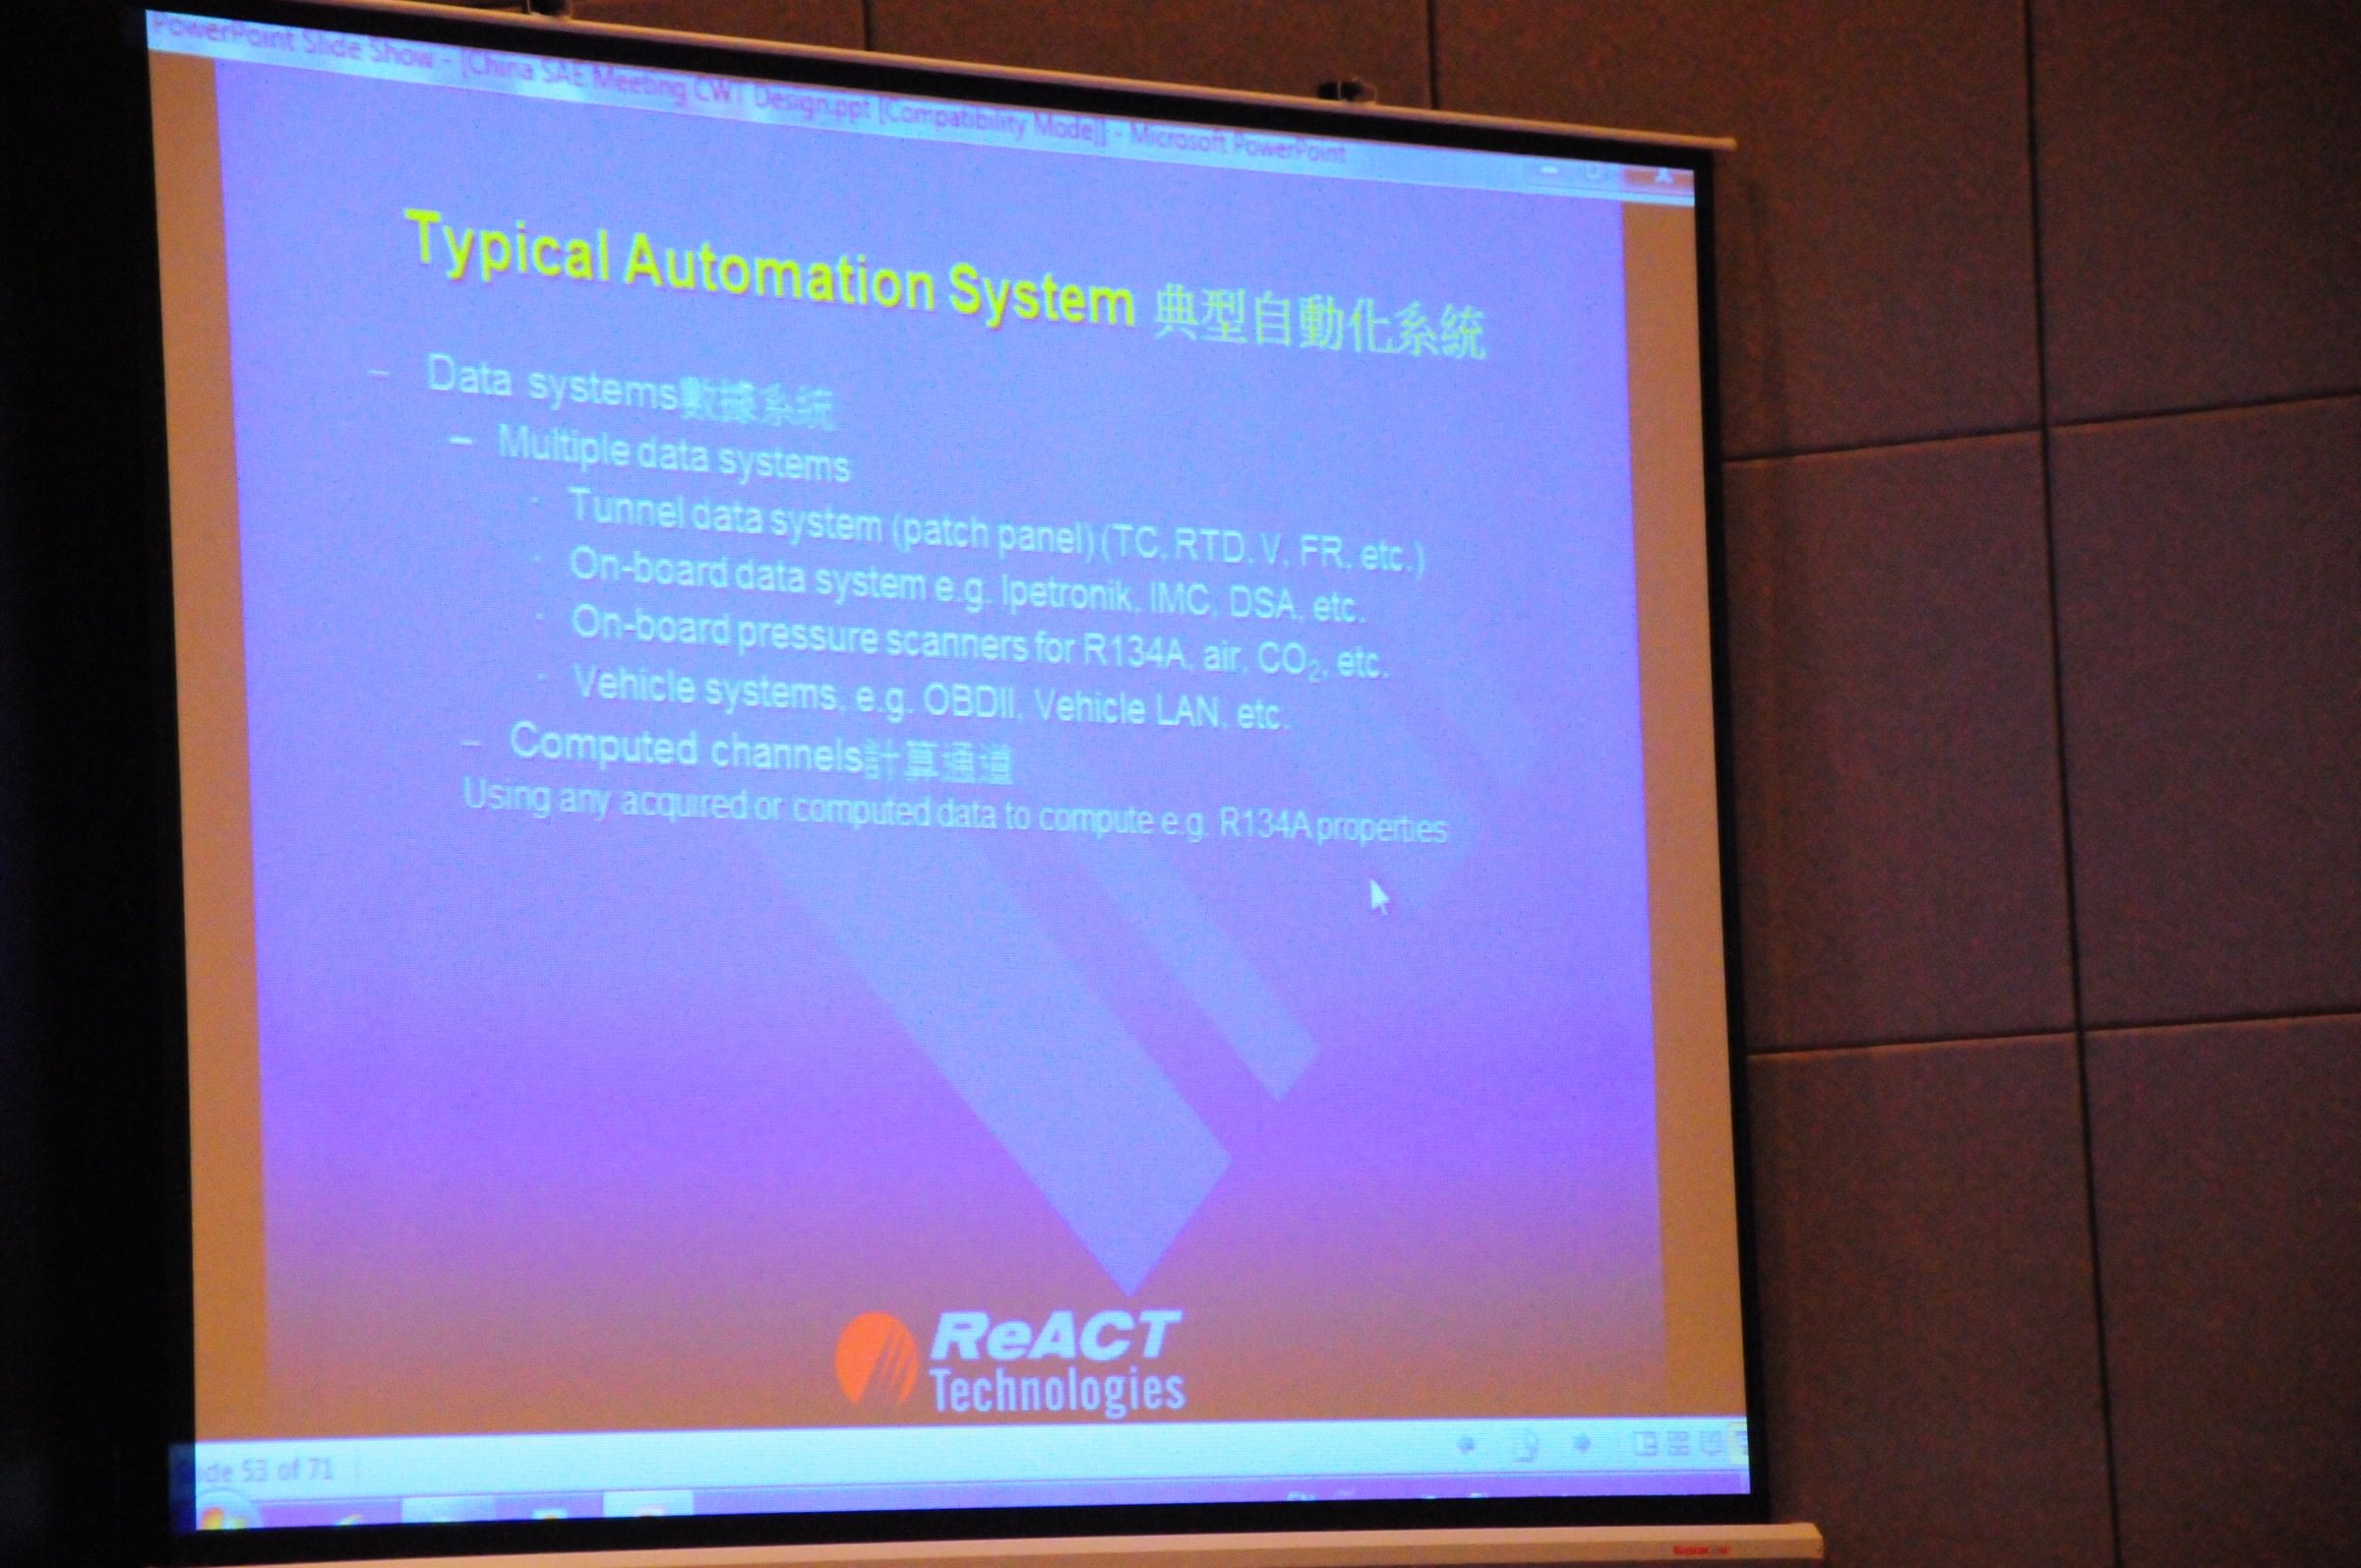 PowerPoint Slide Show - [China SAE Meeting CWT Design.ppt [Compatibility Mode]] - Microsoft PowerPoint
Typical Automation System 典型自動化系統
– Data systems數據系統
– Multiple data systems
· Tunnel data system (patch panel) (TC, RTD, V, FR, etc.)
· On-board data system e.g. Ipetronik, IMC, DSA, etc.
· On-board pressure scanners for R134A, air, CO₂, etc.
· Vehicle systems, e.g. OBDII, Vehicle LAN, etc.
– Computed channels計算通道
Using any acquired or computed data to compute e.g. R134A properties
ReACT
Technologies
Slide 53 of 71